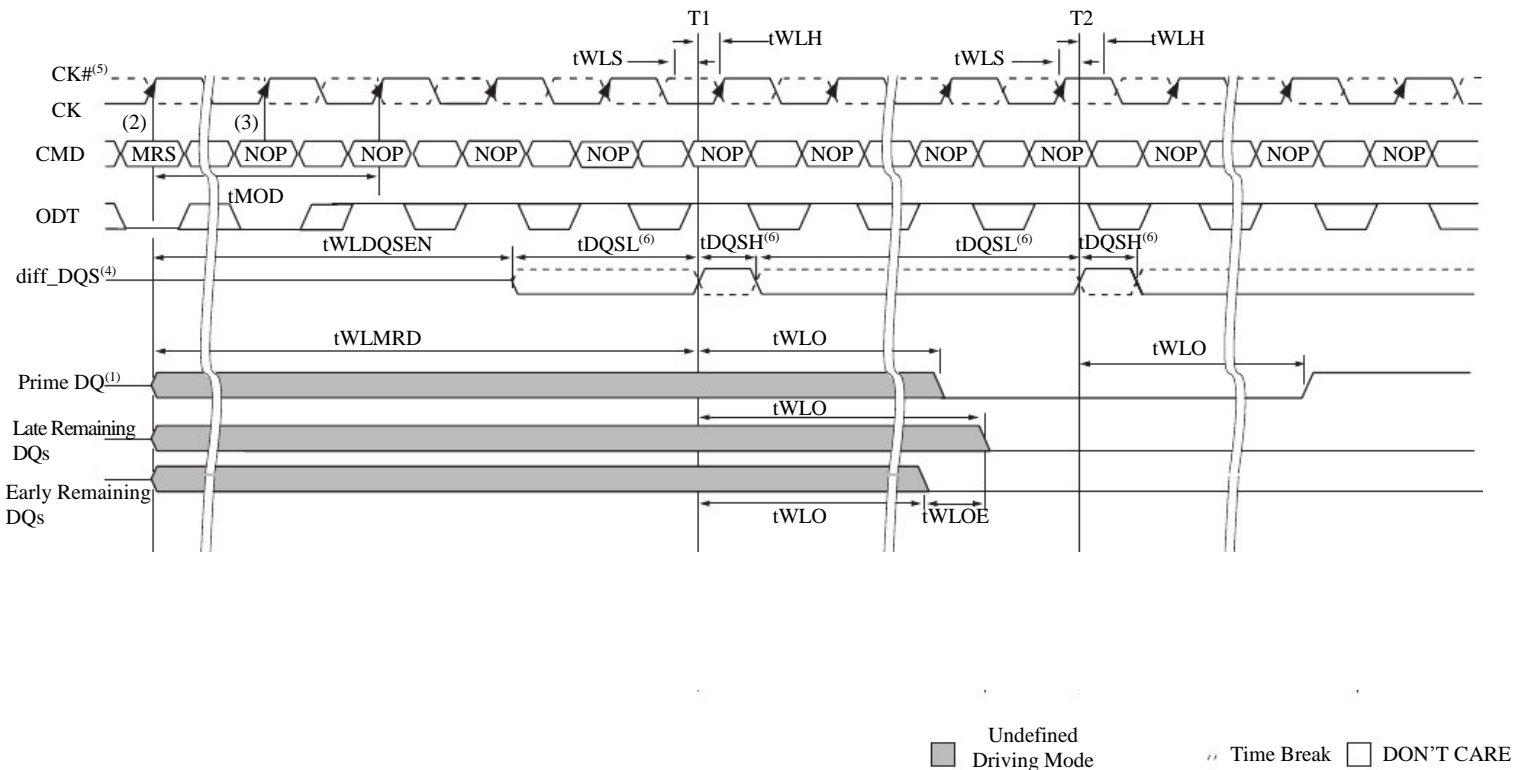 T1 T2
tWLH tWLH
tWLS tWLS
CK#(5)
CK
(2) (3)
CMD MRS NOP NOP NOP NOP NOP NOP NOP NOP NOP NOP NOP
tMOD
ODT
tWLDQSEN tDQSL(6) tDQSH(6) tDQSL(6) tDQSH(6)
diff_DQS(4)
tWLMRD tWLO tWLO
Prime DQ(1)
tWLO
Late Remaining
DQs
Early Remaining
DQs
tWLO tWLOE
Undefined
Driving Mode
Time Break
DON'T CARE